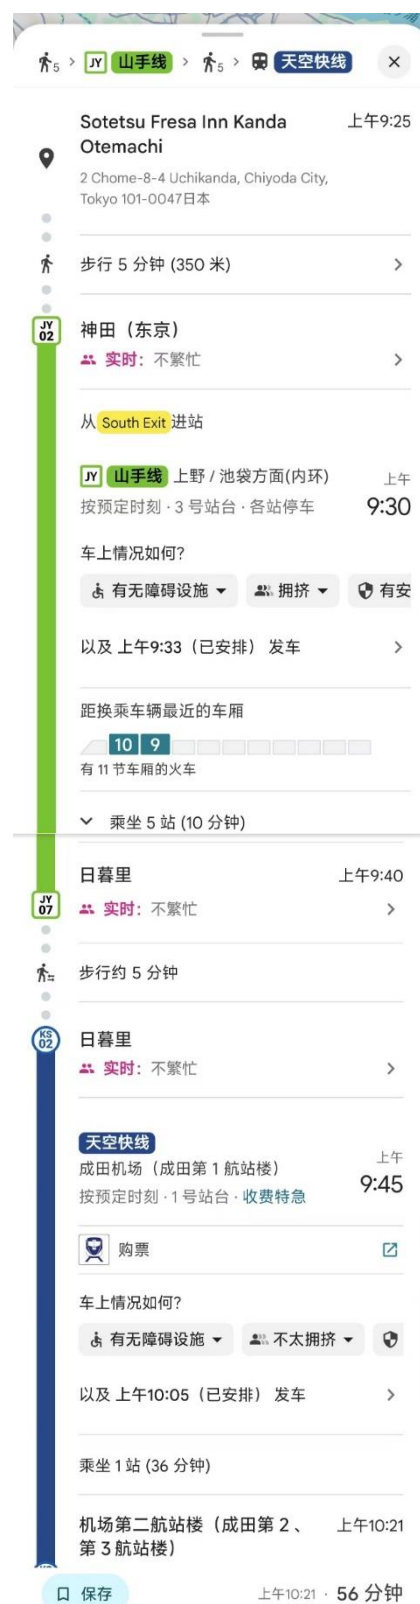 5 > JY 山手线 > 5 > 天空快线
Sotetsu Fresa Inn Kanda 上午9:25
Otemachi
2 Chome-8-4 Uchikanda, Chiyoda City,
Tokyo 101-0047日本
步行 5 分钟 (350 米)
JY
02
神田（东京）
实时：不繁忙
从 South Exit 进站
JY 山手线 上野 / 池袋方面(内环) 上午
按预定时刻 · 3 号站台 · 各站停车 9:30
车上情况如何?
有无障碍设施 拥挤 有安
以及 上午9:33（已安排） 发车
距换乘车辆最近的车厢
10 9
有 11 节车厢的火车
乘坐 5 站 (10 分钟)
日暮里 上午9:40
JY
07
实时：不繁忙
步行约 5 分钟
KS
02
日暮里
实时：不繁忙
天空快线
成田机场（成田第 1 航站楼） 上午
按预定时刻 · 1 号站台 · 收费特急 9:45
购票
车上情况如何?
有无障碍设施 不太拥挤
以及 上午10:05（已安排） 发车
乘坐 1 站 (36 分钟)
机场第二航站楼（成田第 2 、 上午10:21
第 3 航站楼）
保存 上午10:21 · 56 分钟